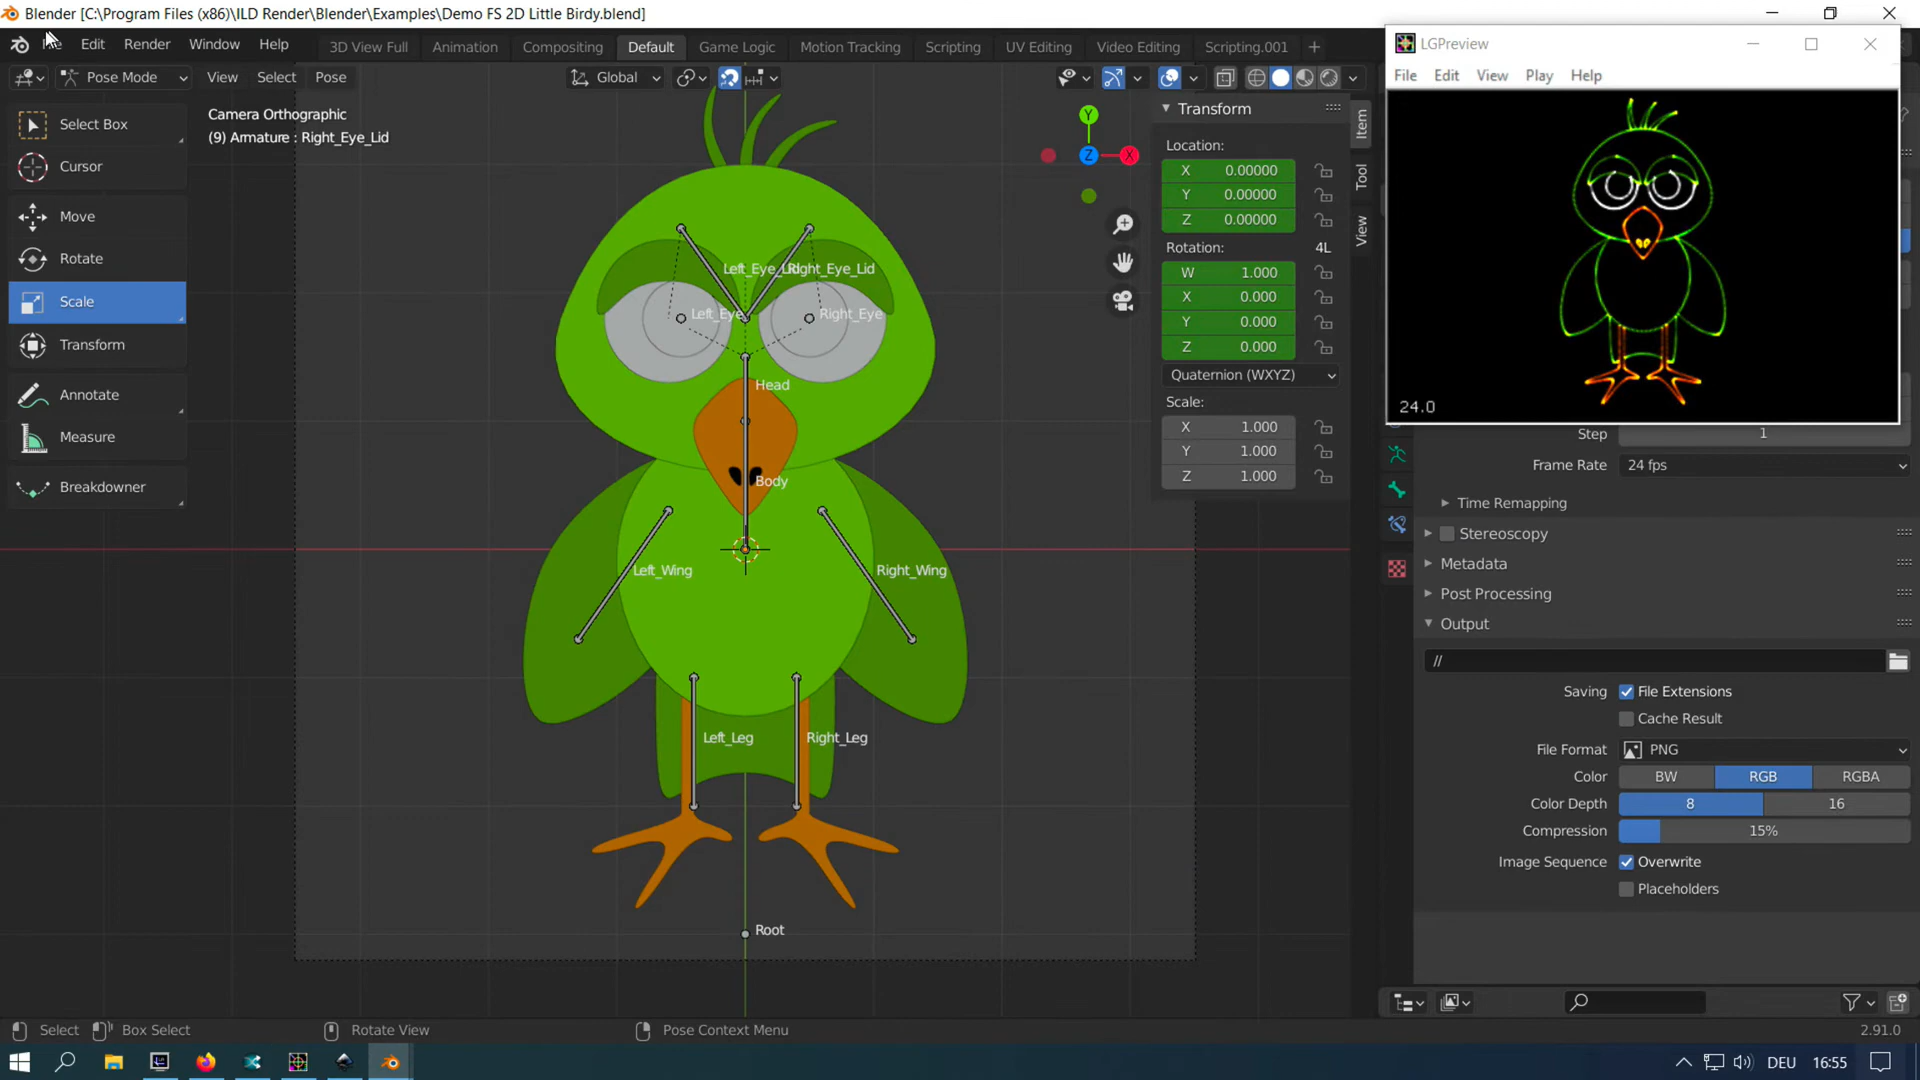 Blender [C:\Program Files (x86)\ILD Render\Blender\Examples\Demo FS 2D Little Birdy.blend]
Edit Render Window Help 3D View Full Animation Compositing Default Game Logic Motion Tracking Scripting UV Editing Video Editing Scripting.001
LGPreview
File Edit View Play Help
Pose Mode View Select Pose Global
Camera Orthographic
(9) Armature : Right_Eye_Lid
Select Box
Cursor
Move
Rotate
Scale
Transform
Annotate
Measure
Breakdowner
Left_Eye_Lid
Right_Eye_Lid
Left_Eye
Right_Eye
Head
Body
Left_Wing
Right_Wing
Left_Leg
Right_Leg
Root
Y
Z
X
Transform
Location:
X 0.00000
Y 0.00000
Z 0.00000
Rotation: 4L
W 1.000
X 0.000
Y 0.000
Z 0.000
Quaternion (WXYZ)
Scale:
X 1.000
Y 1.000
Z 1.000
Item
Tool
View
24.0
Step 1
Frame Rate 24 fps
Time Remapping
Stereoscopy
Metadata
Post Processing
Output
//
Saving File Extensions
Cache Result
File Format PNG
Color BW RGB RGBA
Color Depth 8 16
Compression 15%
Image Sequence Overwrite
Placeholders
Select Box Select Rotate View Pose Context Menu 2.91.0
DEU 16:55